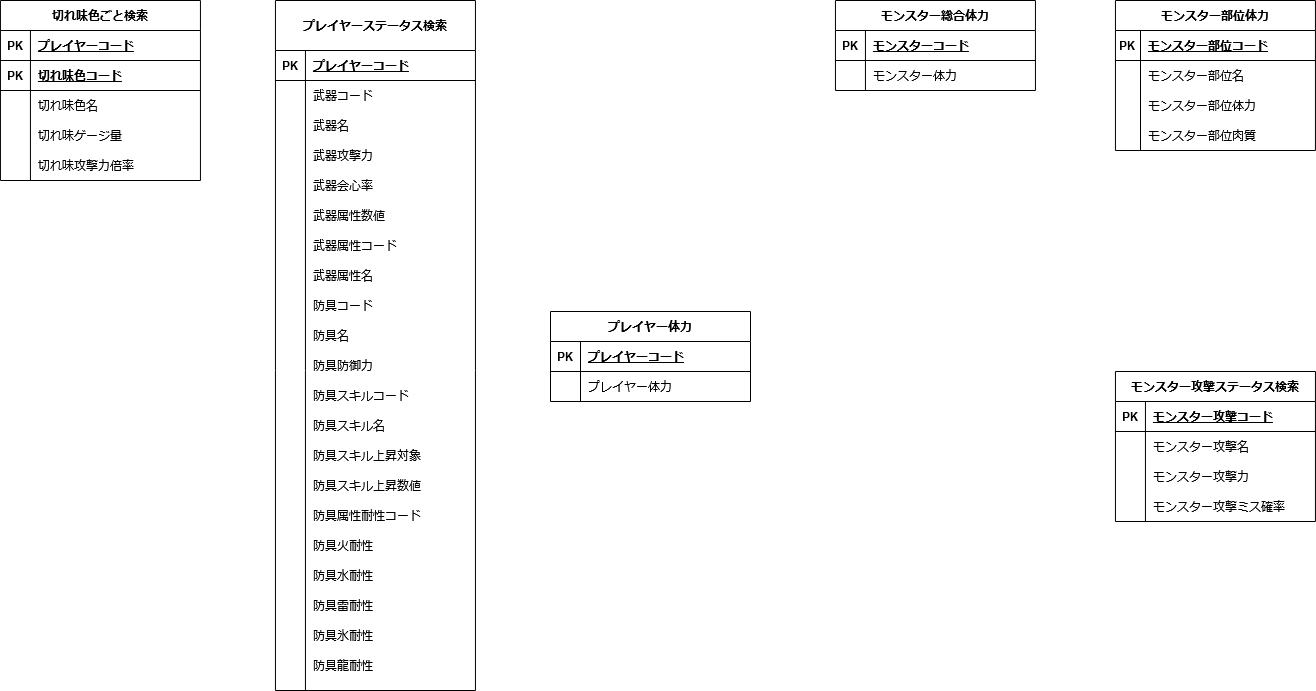 切れ味色ごと検索
PK プレイヤーコード
PK 切れ味色コード
切れ味色名
切れ味ゲージ量
切れ味攻撃力倍率
プレイヤーステータス検索
PK プレイヤーコード
武器コード
武器名
武器攻撃力
武器会心率
武器属性数値
武器属性コード
武器属性名
防具コード
防具名
防具防御力
防具スキルコード
防具スキル名
防具スキル上昇対象
防具スキル上昇数値
防具属性耐性コード
防具火耐性
防具水耐性
防具雷耐性
防具氷耐性
防具龍耐性
プレイヤー体力
PK プレイヤーコード
プレイヤー体力
モンスター総合体力
PK モンスターコード
モンスター体力
モンスター部位体力
PK モンスター部位コード
モンスター部位名
モンスター部位体力
モンスター部位肉質
モンスター攻撃ステータス検索
PK モンスター攻撃コード
モンスター攻撃名
モンスター攻撃力
モンスター攻撃ミス確率